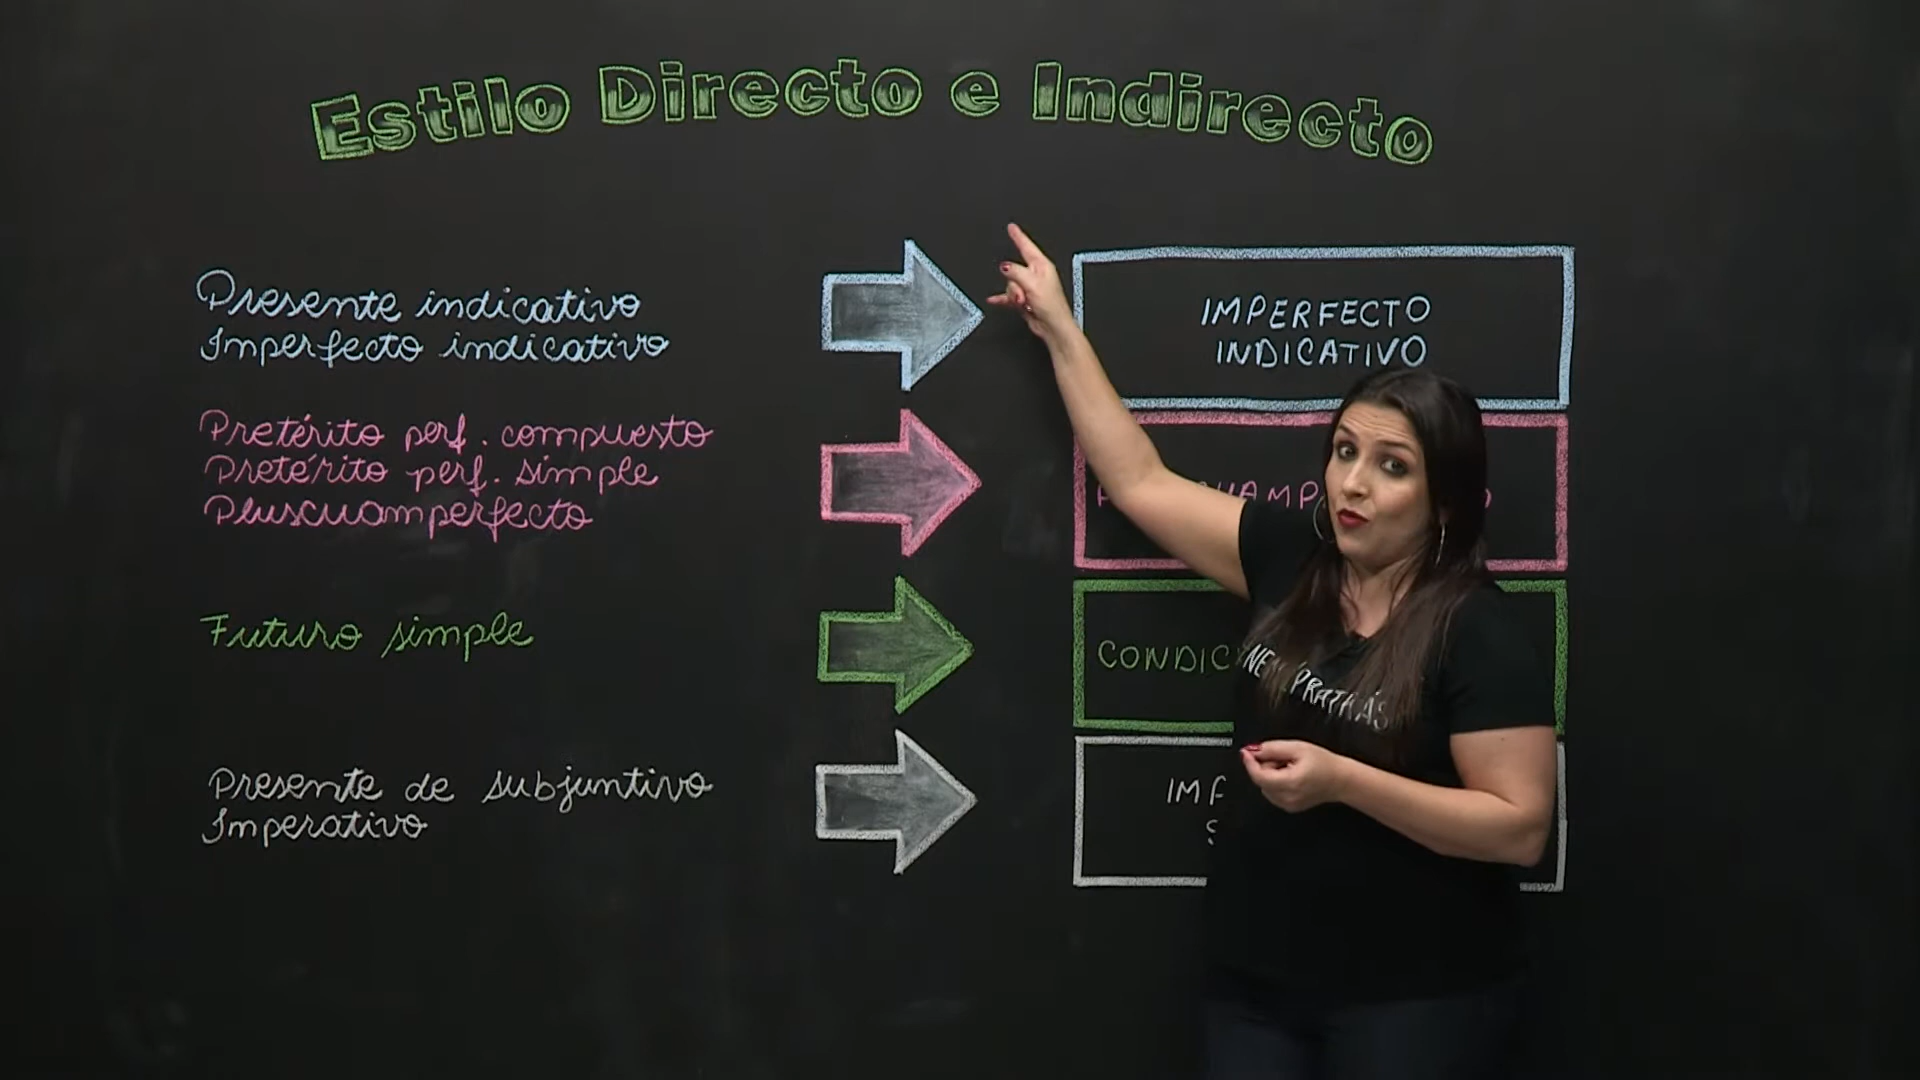 Estilo Directo e Indirecto
Presente indicativo
Imperfecto indicativo
IMPERFECTO
INDICATIVO
Pretérito perf. compuesto
Pretérito perf. simple
Pluscuamperfecto
Futuro simple
Presente de subjuntivo
Imperativo